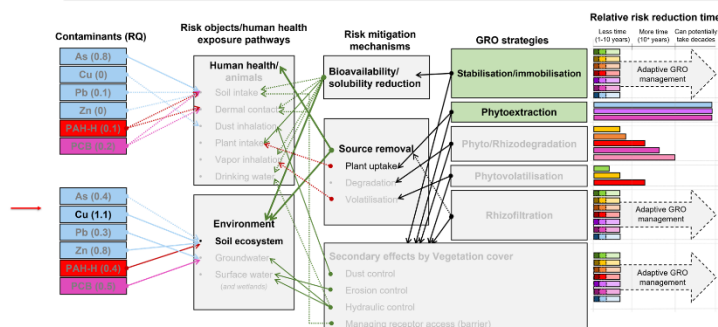 Contaminants (RQ)
Risk objects/human health
exposure pathways
Risk mitigation
mechanisms
GRO strategies
Relative risk reduction time
Less time
(1-10 years)
More time
(10+ years)
Can potentially
take decades
As (0.8)
Cu (0)
Pb (0.1)
Zn (0)
PAH-H (0.1)
Human health/
animals
Soil intake
Dermal contact
Dust inhalation
Plant intake
Vapor inhalation
Drinking water
Bioavailability/
solubility reduction
Source removal
Plant uptake
Degradation
Volatilisation
Stabilisation/immobilisation
Phytoextraction
Phyto/Rhizodegradation
Phytovolatilisation
Rhizofiltration
Adaptive GRO
management
As (0.4)
Cu (1.1)
Pb (0.3)
Zn (0.8)
PAH-H (0.4)
Environment
Soil ecosystem
Groundwater
Surface water
(and wetlands)
Secondary effects by Vegetation cover
Dust control
Erosion control
Hydraulic control
Managing receptor access (barrier)
Adaptive GRO
management
Adaptive GRO
management